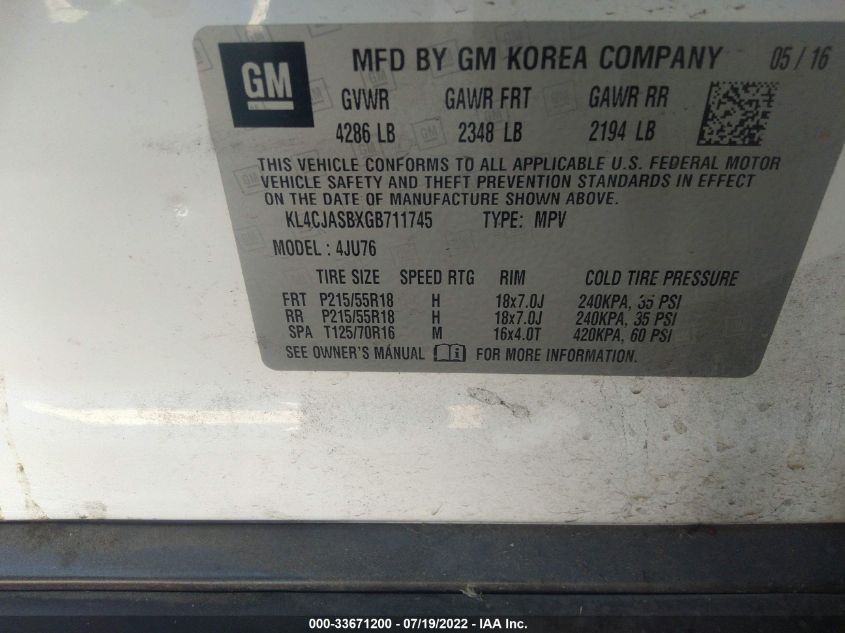 GM
MFD BY GM KOREA COMPANY 05 / 16
GVWR GAWR FRT GAWR RR
4286 LB 2348 LB 2194 LB
THIS VEHICLE CONFORMS TO ALL APPLICABLE U.S. FEDERAL MOTOR
VEHICLE SAFETY AND THEFT PREVENTION STANDARDS IN EFFECT
ON THE DATE OF MANUFACTURE SHOWN ABOVE.
KL4CJASBXGB711745 TYPE: MPV
MODEL : 4JU76
TIRE SIZE SPEED RTG RIM COLD TIRE PRESSURE
FRT P215/55R18 H 18x7.0J 240KPA, 35 PSI
RR P215/55R18 H 18x7.0J 240KPA, 35 PSI
SPA T125/70R16 M 16x4.0T 420KPA, 60 PSI
SEE OWNER'S MANUAL FOR MORE INFORMATION.
000-33671200 - 07/19/2022 - IAA Inc.